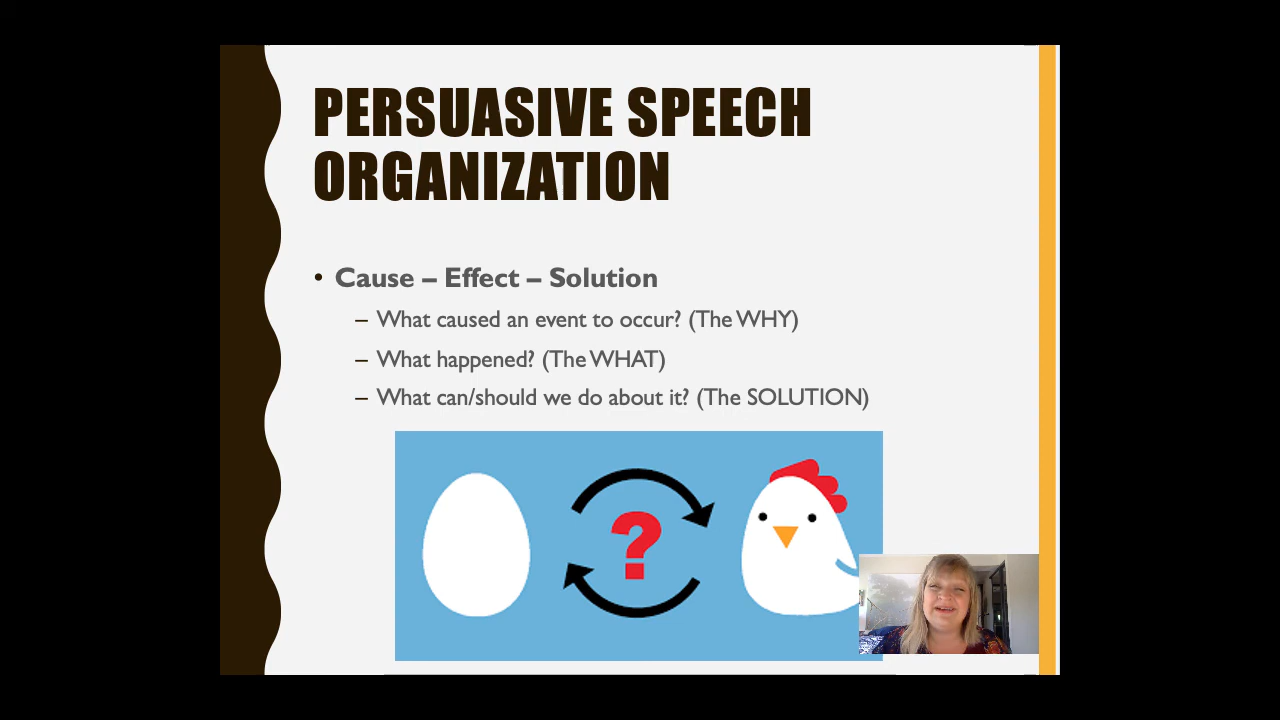 PERSUASIVE SPEECH
ORGANIZATION
• Cause – Effect – Solution
– What caused an event to occur? (The WHY)
– What happened? (The WHAT)
– What can/should we do about it? (The SOLUTION)
?